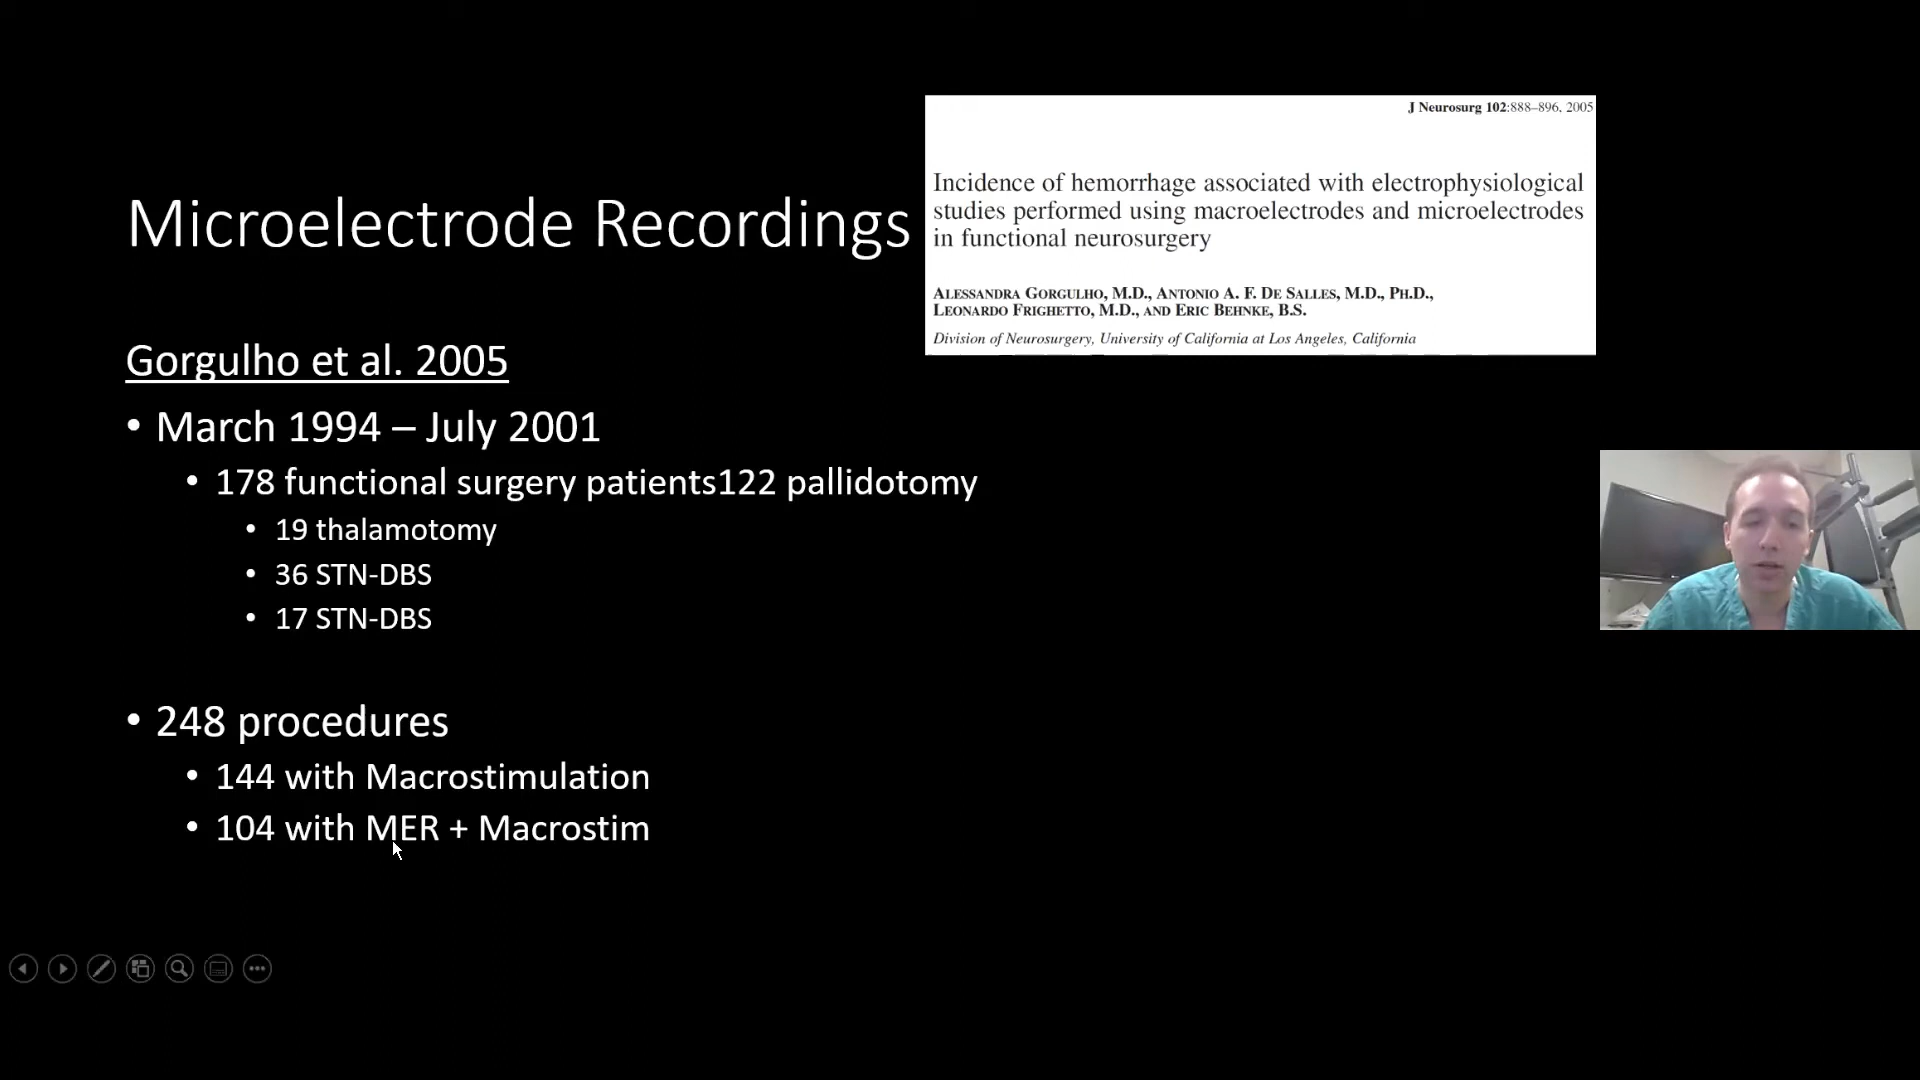 J Neurosurg 102:888–896, 2005
Incidence of hemorrhage associated with electrophysiological
studies performed using macroelectrodes and microelectrodes
in functional neurosurgery
ALESSANDRA GORGULHO, M.D., ANTONIO A. F. DE SALLES, M.D., PH.D.,
LEONARDO FRIGHETTO, M.D., AND ERIC BEHNKE, B.S.
Division of Neurosurgery, University of California at Los Angeles, California
Microelectrode Recordings
Gorgulho et al. 2005
• March 1994 – July 2001
• 178 functional surgery patients122 pallidotomy
• 19 thalamotomy
• 36 STN-DBS
• 17 STN-DBS
• 248 procedures
• 144 with Macrostimulation
• 104 with MER + Macrostim